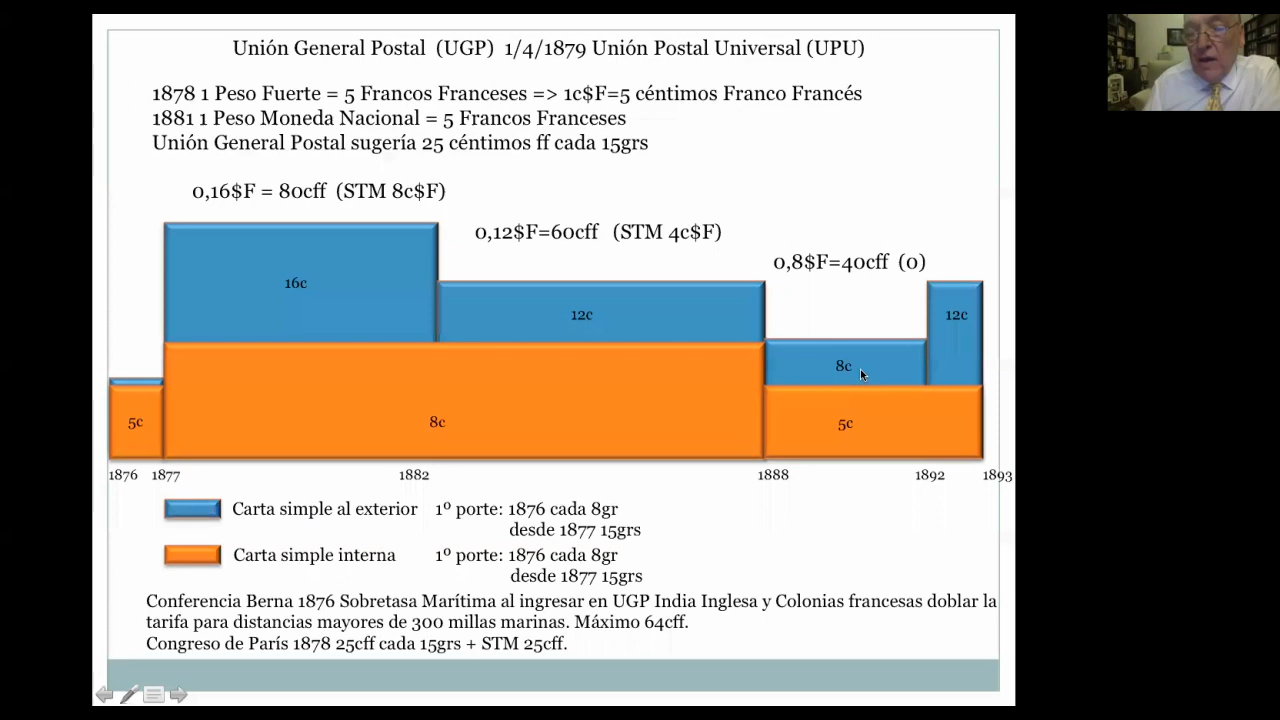 Unión General Postal (UGP) 1/4/1879 Unión Postal Universal (UPU)
1878 1 Peso Fuerte = 5 Francos Franceses => 1c$F=5 céntimos Franco Francés
1881 1 Peso Moneda Nacional = 5 Francos Franceses
Unión General Postal sugería 25 céntimos ff cada 15grs
0,16$F = 80cff (STM 8c$F)
0,12$F=60cff (STM 4c$F)
0,8$F=40cff (0)
16c
12c
12c
8c
5c
8c
5c
1876 1877 1882 1888 1892 1893
Carta simple al exterior 1º porte: 1876 cada 8gr
desde 1877 15grs
Carta simple interna 1º porte: 1876 cada 8gr
desde 1877 15grs
Conferencia Berna 1876 Sobretasa Marítima al ingresar en UGP India Inglesa y Colonias francesas doblar la
tarifa para distancias mayores de 300 millas marinas. Máximo 64cff.
Congreso de París 1878 25cff cada 15grs + STM 25cff.